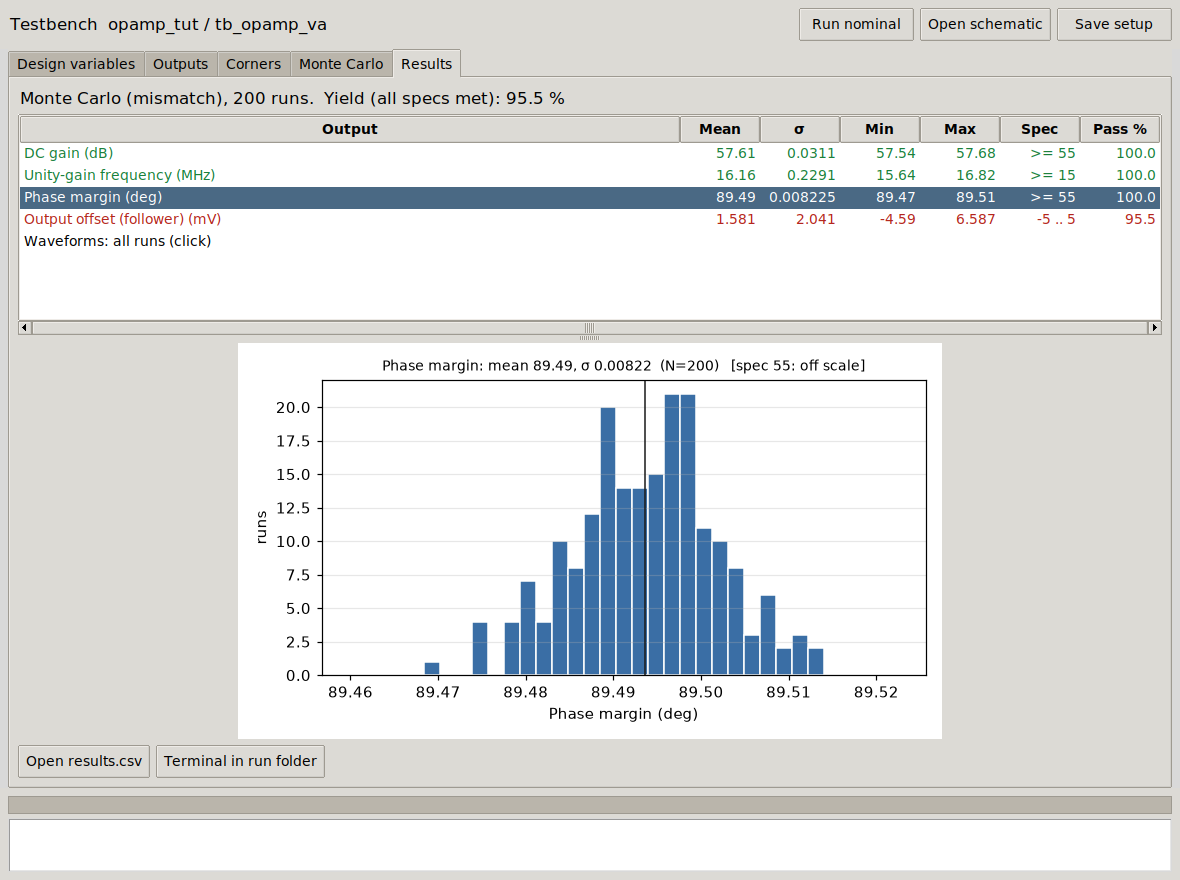 Testbench  opamp_tut / tb_opamp_va
Run nominal
Open schematic
Save setup
Design variables
Outputs
Corners
Monte Carlo
Results
Monte Carlo (mismatch), 200 runs.  Yield (all specs met): 95.5 %
Output Mean σ Min Max Spec Pass %
DC gain (dB) 57.61 0.0311 57.54 57.68 >= 55 100.0
Unity-gain frequency (MHz) 16.16 0.2291 15.64 16.82 >= 15 100.0
Phase margin (deg) 89.49 0.008225 89.47 89.51 >= 55 100.0
Output offset (follower) (mV) 1.581 2.041 -4.59 6.587 -5 .. 5 95.5
Waveforms: all runs (click)
Phase margin: mean 89.49, σ 0.00822  (N=200)   [spec 55: off scale]
20.0
17.5
15.0
12.5
10.0
7.5
5.0
2.5
0.0
runs
89.46 89.47 89.48 89.49 89.50 89.51 89.52
Phase margin (deg)
Open results.csv
Terminal in run folder